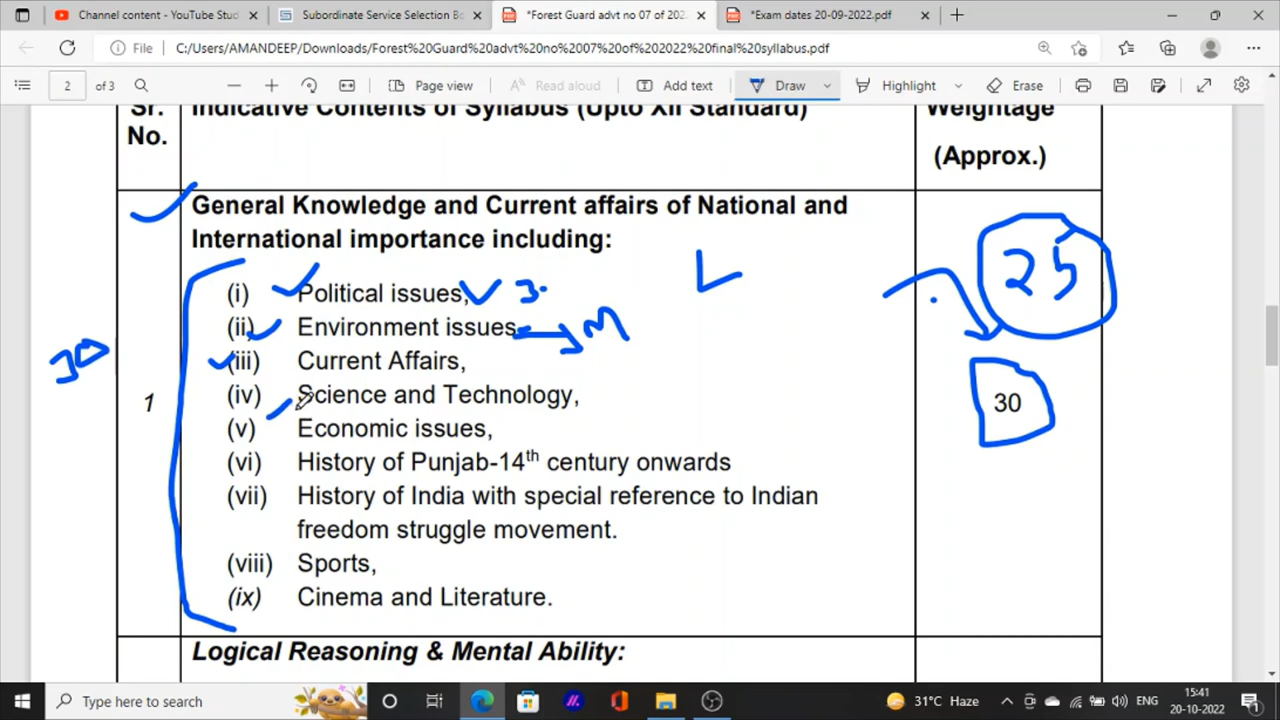 Channel content - YouTube Stud
Subordinate Service Selection Bo
*Forest Guard advt no 07 of 202
*Exam dates 20-09-2022.pdf
File
C:/Users/AMANDEEP/Downloads/Forest%20Guard%20advt%20no%2007%20of%202022%20final%20syllabus.pdf
2 of 3
Page view
Read aloud
Add text
Draw
Highlight
Erase
Sr. Indicative Contents of Syllabus (Upto XII Standard) Weightage
No. (Approx.)
General Knowledge and Current affairs of National and
International importance including:
25
(i) Political issues, 3
(ii) Environment issues M
30 (iii) Current Affairs,
(iv) Science and Technology,
1 30
(v) Economic issues,
(vi) History of Punjab-14th century onwards
(vii) History of India with special reference to Indian
freedom struggle movement.
(viii) Sports,
(ix) Cinema and Literature.
Logical Reasoning & Mental Ability:
Type here to search
31°C Haze
ENG
15:41
20-10-2022